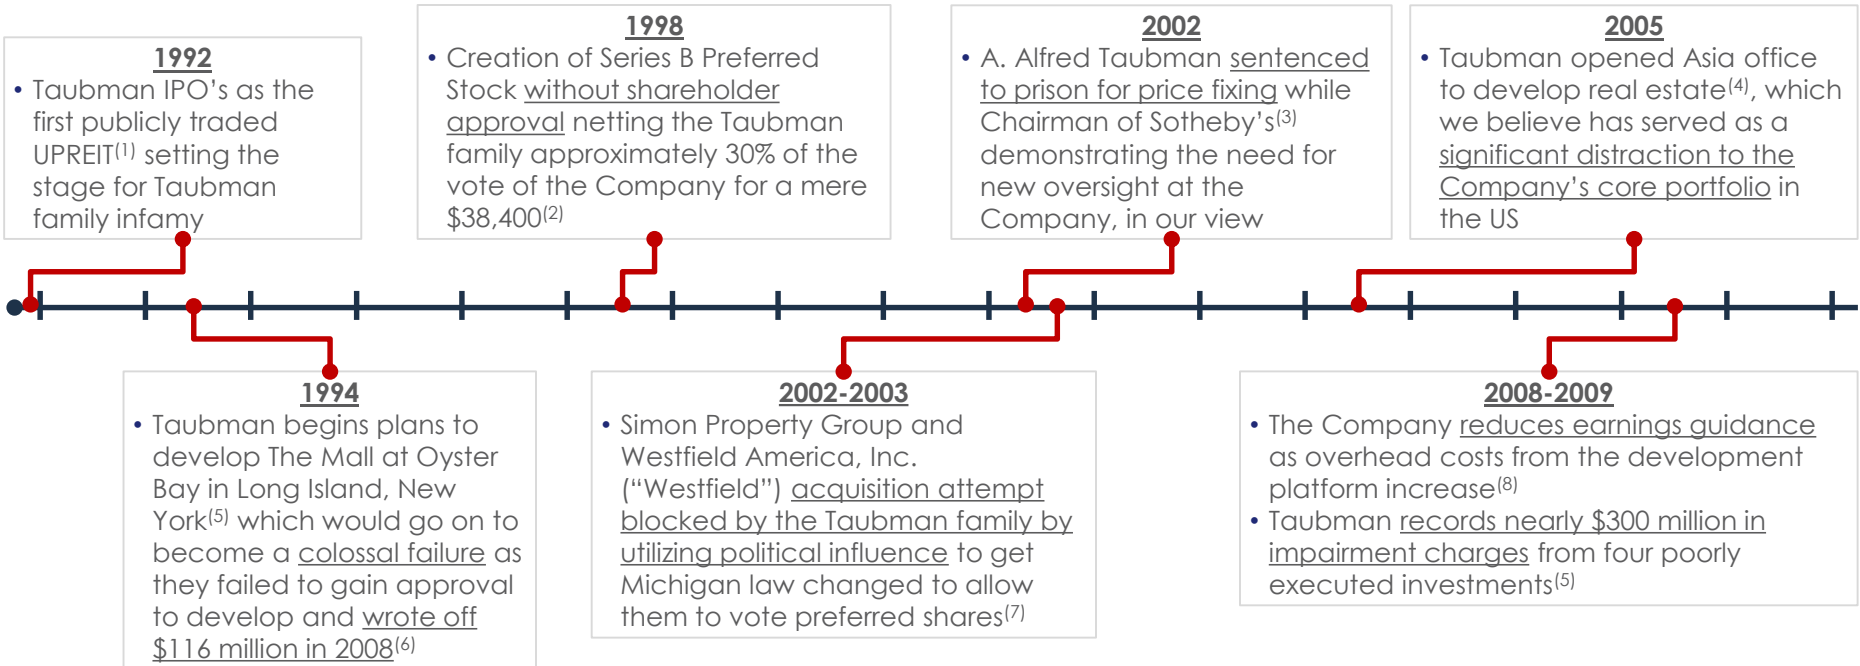 1992
• Taubman IPO's as the
first publicly traded
UPREIT(1) setting the
stage for Taubman
family infamy
1998
• Creation of Series B Preferred
Stock without shareholder
approval netting the Taubman
family approximately 30% of the
vote of the Company for a mere
$38,400(2)
2002
• A. Alfred Taubman sentenced
to prison for price fixing while
Chairman of Sotheby's(3)
demonstrating the need for
new oversight at the
Company, in our view
2005
• Taubman opened Asia office
to develop real estate(4), which
we believe has served as a
significant distraction to the
Company's core portfolio in
the US
1994
• Taubman begins plans to
develop The Mall at Oyster
Bay in Long Island, New
York(5) which would go on to
become a colossal failure as
they failed to gain approval
to develop and wrote off
$116 million in 2008(6)
2002-2003
• Simon Property Group and
Westfield America, Inc.
(“Westfield”) acquisition attempt
blocked by the Taubman family by
utilizing political influence to get
Michigan law changed to allow
them to vote preferred shares(7)
2008-2009
• The Company reduces earnings guidance
as overhead costs from the development
platform increase(8)
• Taubman records nearly $300 million in
impairment charges from four poorly
executed investments(5)